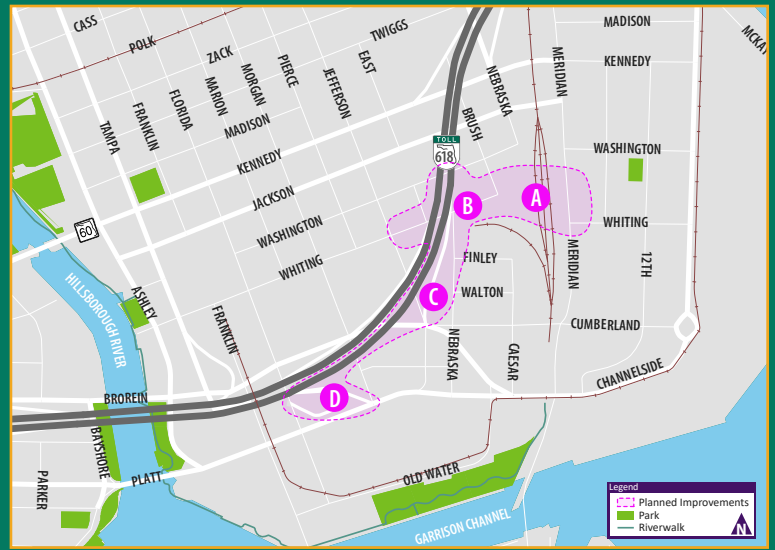 CASS
POLK
ZACK
TWIGGS
MADISON
MCKAY
KENNEDY
PIERCE
EAST
MERIDIAN
NEBRASKA
JEFFERSON
MORGAN
MARION
FLORIDA
FRANKLIN
TAMPA
MADISON
BRUSH
TOLL
618
WASHINGTON
KENNEDY
JACKSON
A
B
60
WASHINGTON
WHITING
WHITING
FINLEY
MERIDIAN
12TH
HILLSBOROUGH RIVER
ASHLEY
C
WALTON
FRANKLIN
CUMBERLAND
NEBRASKA
CAESAR
CHANNELSIDE
BROREIN
D
BAYSHORE
PARKER
PLATT
OLD WATER
GARRISON CHANNEL
Legend
Planned Improvements
Park
Riverwalk
N